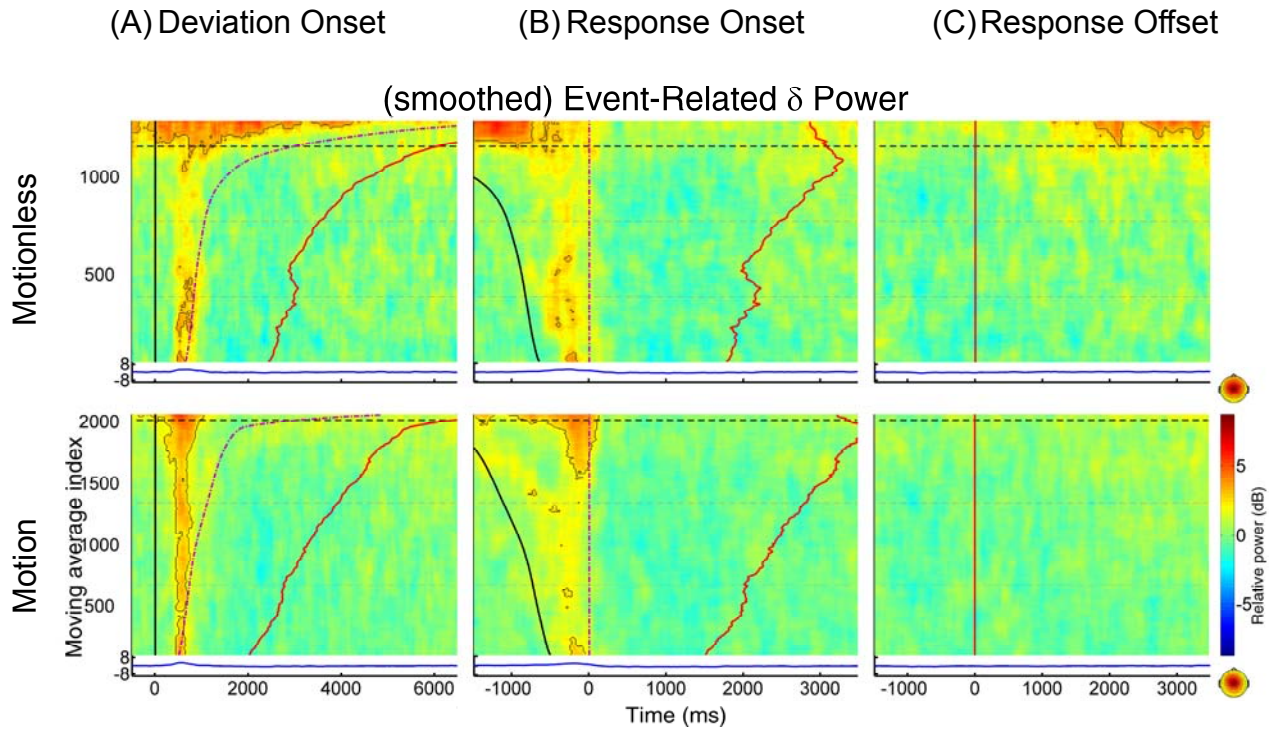 (A) Deviation Onset
(B) Response Onset
(C) Response Offset
(smoothed) Event-Related δ Power
Motionless
1000
500
8
-8
Motion
Moving average index
2000
1500
1000
500
8
-8
0 2000 4000 6000
-1000 0 1000 2000 3000
-1000 0 1000 2000 3000
Time (ms)
5
0
-5
Relative power (dB)